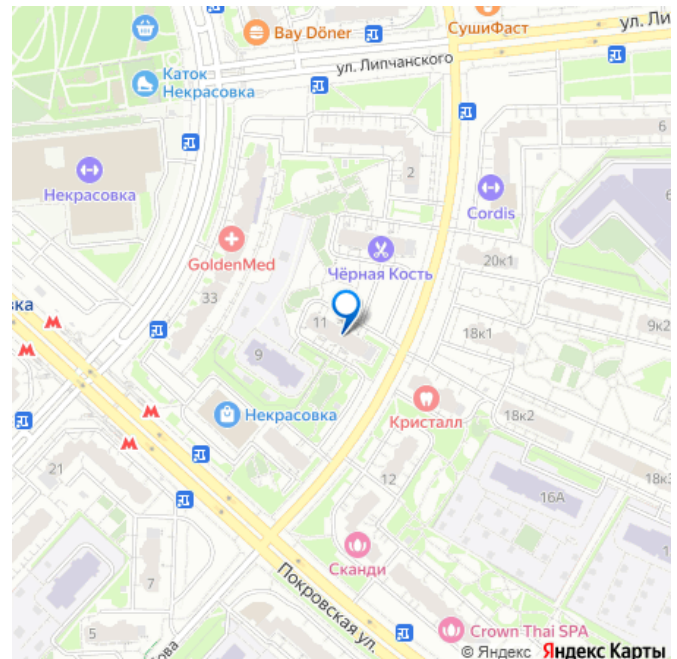 Bay Döner
СушиФаст
ул. Ли
ул. Липчанского
Каток
Некрасовка
2
6
Некрасовка
Cordis
GoldenMed
Чёрная Кость
20к1
6
33
вка
11
18к1
9к2
9
Некрасовка
Кристалл
18к2
21
12
18к3
16А
Сканди
7
Покровская ул.
5
Crown Thai SPA
ова
© Яндекс Яндекс Карты